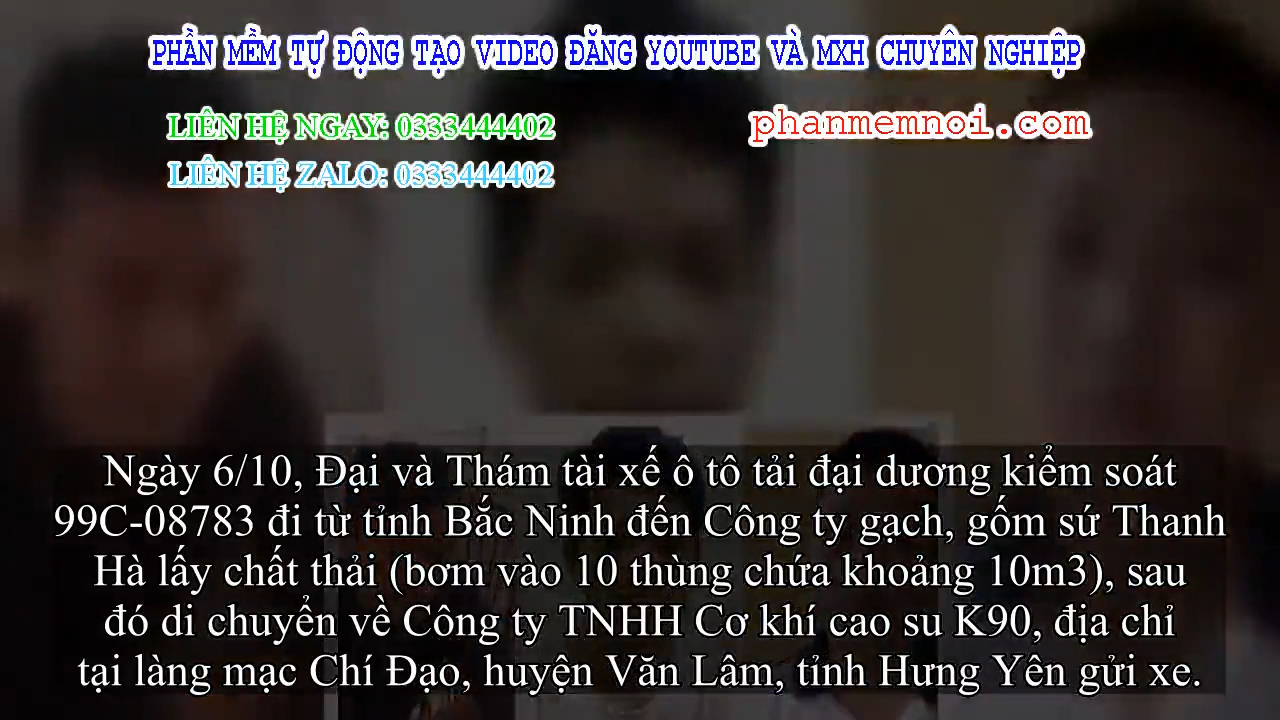 PHẦN MỀM TỰ ĐỘNG TẠO VIDEO ĐĂNG YOUTUBE VÀ MXH CHUYÊN NGHIỆP
LIÊN HỆ NGAY: 0333444402
phanmemnoi.com
LIÊN HỆ ZALO: 0333444402
Ngày 6/10, Đại và Thám tài xế ô tô tải đại dương kiểm soát
99C-08783 đi từ tỉnh Bắc Ninh đến Công ty gạch, gốm sứ Thanh
Hà lấy chất thải (bơm vào 10 thùng chứa khoảng 10m3), sau
đó di chuyển về Công ty TNHH Cơ khí cao su K90, địa chỉ
tại làng mạc Chí Đạo, huyện Văn Lâm, tỉnh Hưng Yên gửi xe.